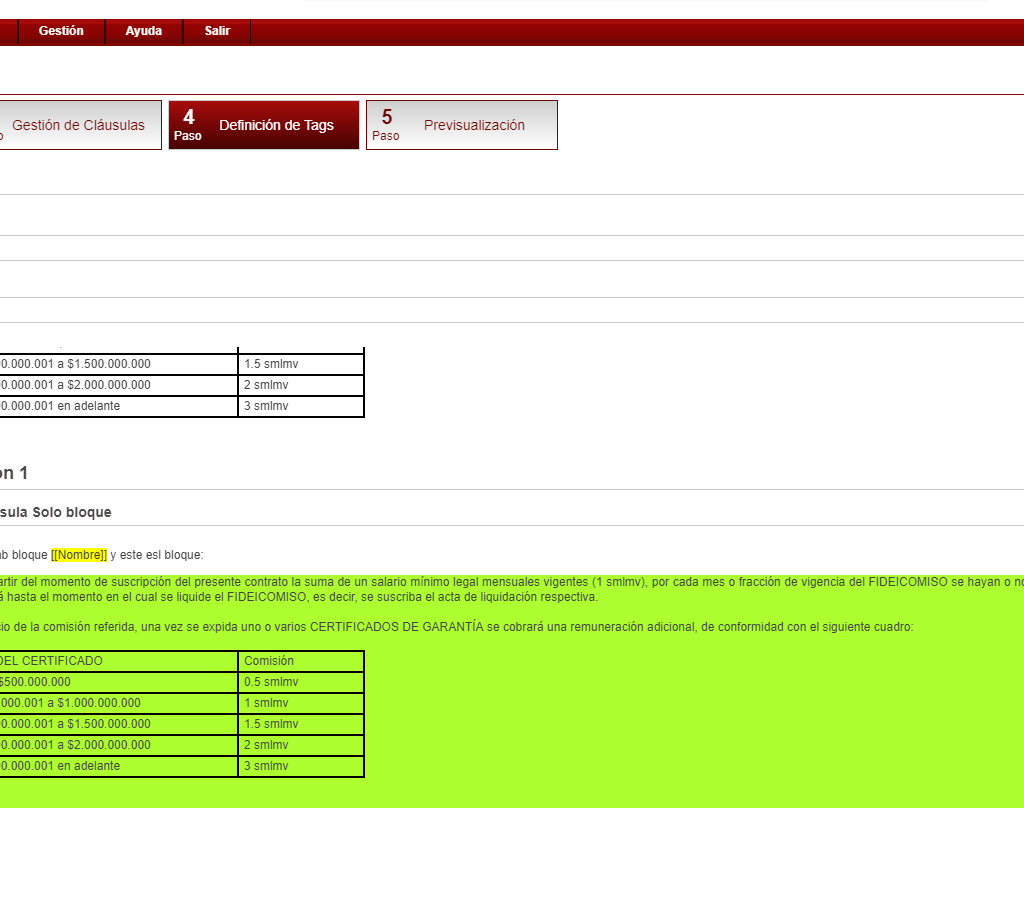 Gestión Ayuda Salir
o Gestión de Cláusulas 4 Paso Definición de Tags 5 Paso Previsualización
00.000.001 a $1.500.000.000 1.5 smlmv
00.000.001 a $2.000.000.000 2 smlmv
00.000.001 en adelante 3 smlmv
on 1
sula Solo bloque
ab bloque [[Nombre]] y este esl bloque:
artir del momento de suscripción del presente contrato la suma de un salario mínimo legal mensuales vigentes (1 smlmv), por cada mes o fracción de vigencia del FIDEICOMISO se hayan o no
á hasta el momento en el cual se liquide el FIDEICOMISO, es decir, se suscriba el acta de liquidación respectiva.
cio de la comisión referida, una vez se expida uno o varios CERTIFICADOS DE GARANTÍA se cobrará una remuneración adicional, de conformidad con el siguiente cuadro:
DEL CERTIFICADO Comisión
$500.000.000 0.5 smlmv
.000.001 a $1.000.000.000 1 smlmv
00.000.001 a $1.500.000.000 1.5 smlmv
00.000.001 a $2.000.000.000 2 smlmv
00.000.001 en adelante 3 smlmv